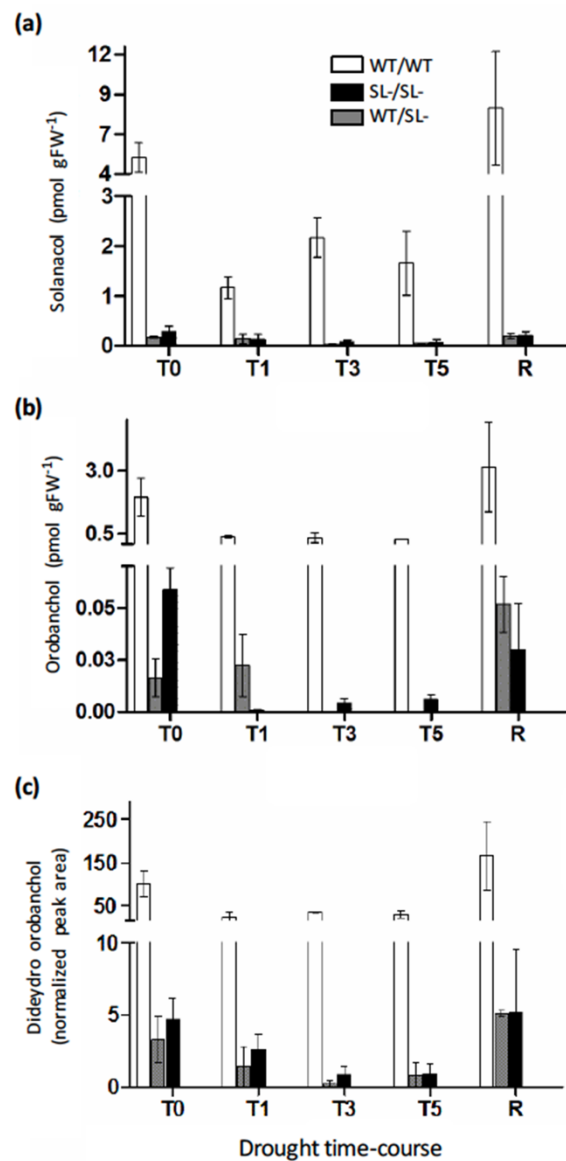 (a)
Solanacol (pmol gFW-1)
12
9
7
4
3
2
1
0
WT/WT
SL-/SL-
WT/SL-
T0 T1 T3 T5 R
(b)
Orobanchol (pmol gFW-1)
3.0
0.5
0.05
0.03
0.00
T0 T1 T3 T5 R
(c)
Dideydro orobanchol
(normalized peak area)
250
150
50
10
5
0
T0 T1 T3 T5 R
Drought time-course